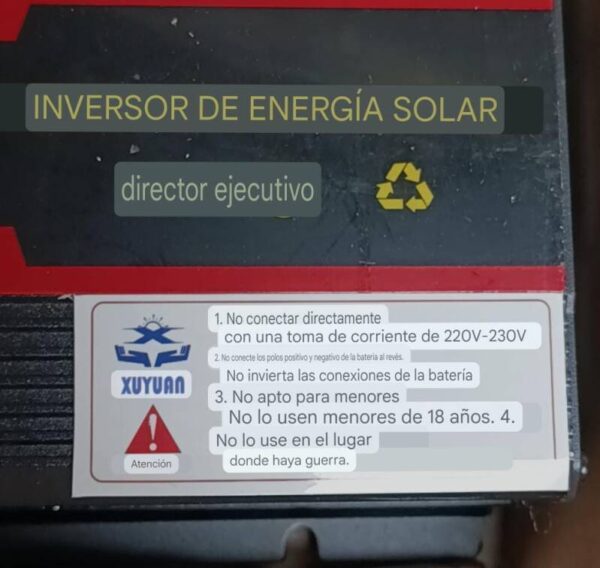 INVERSOR DE ENERGÍA SOLAR
director ejecutivo
1. No conectar directamente
con una toma de corriente de 220V-230V
2. No conecte los polos positivo y negativo de la batería al revés.
No invierta las conexiones de la batería
3. No apto para menores
No lo usen menores de 18 años. 4.
No lo use en el lugar
donde haya guerra.
XUYUAN
Atención